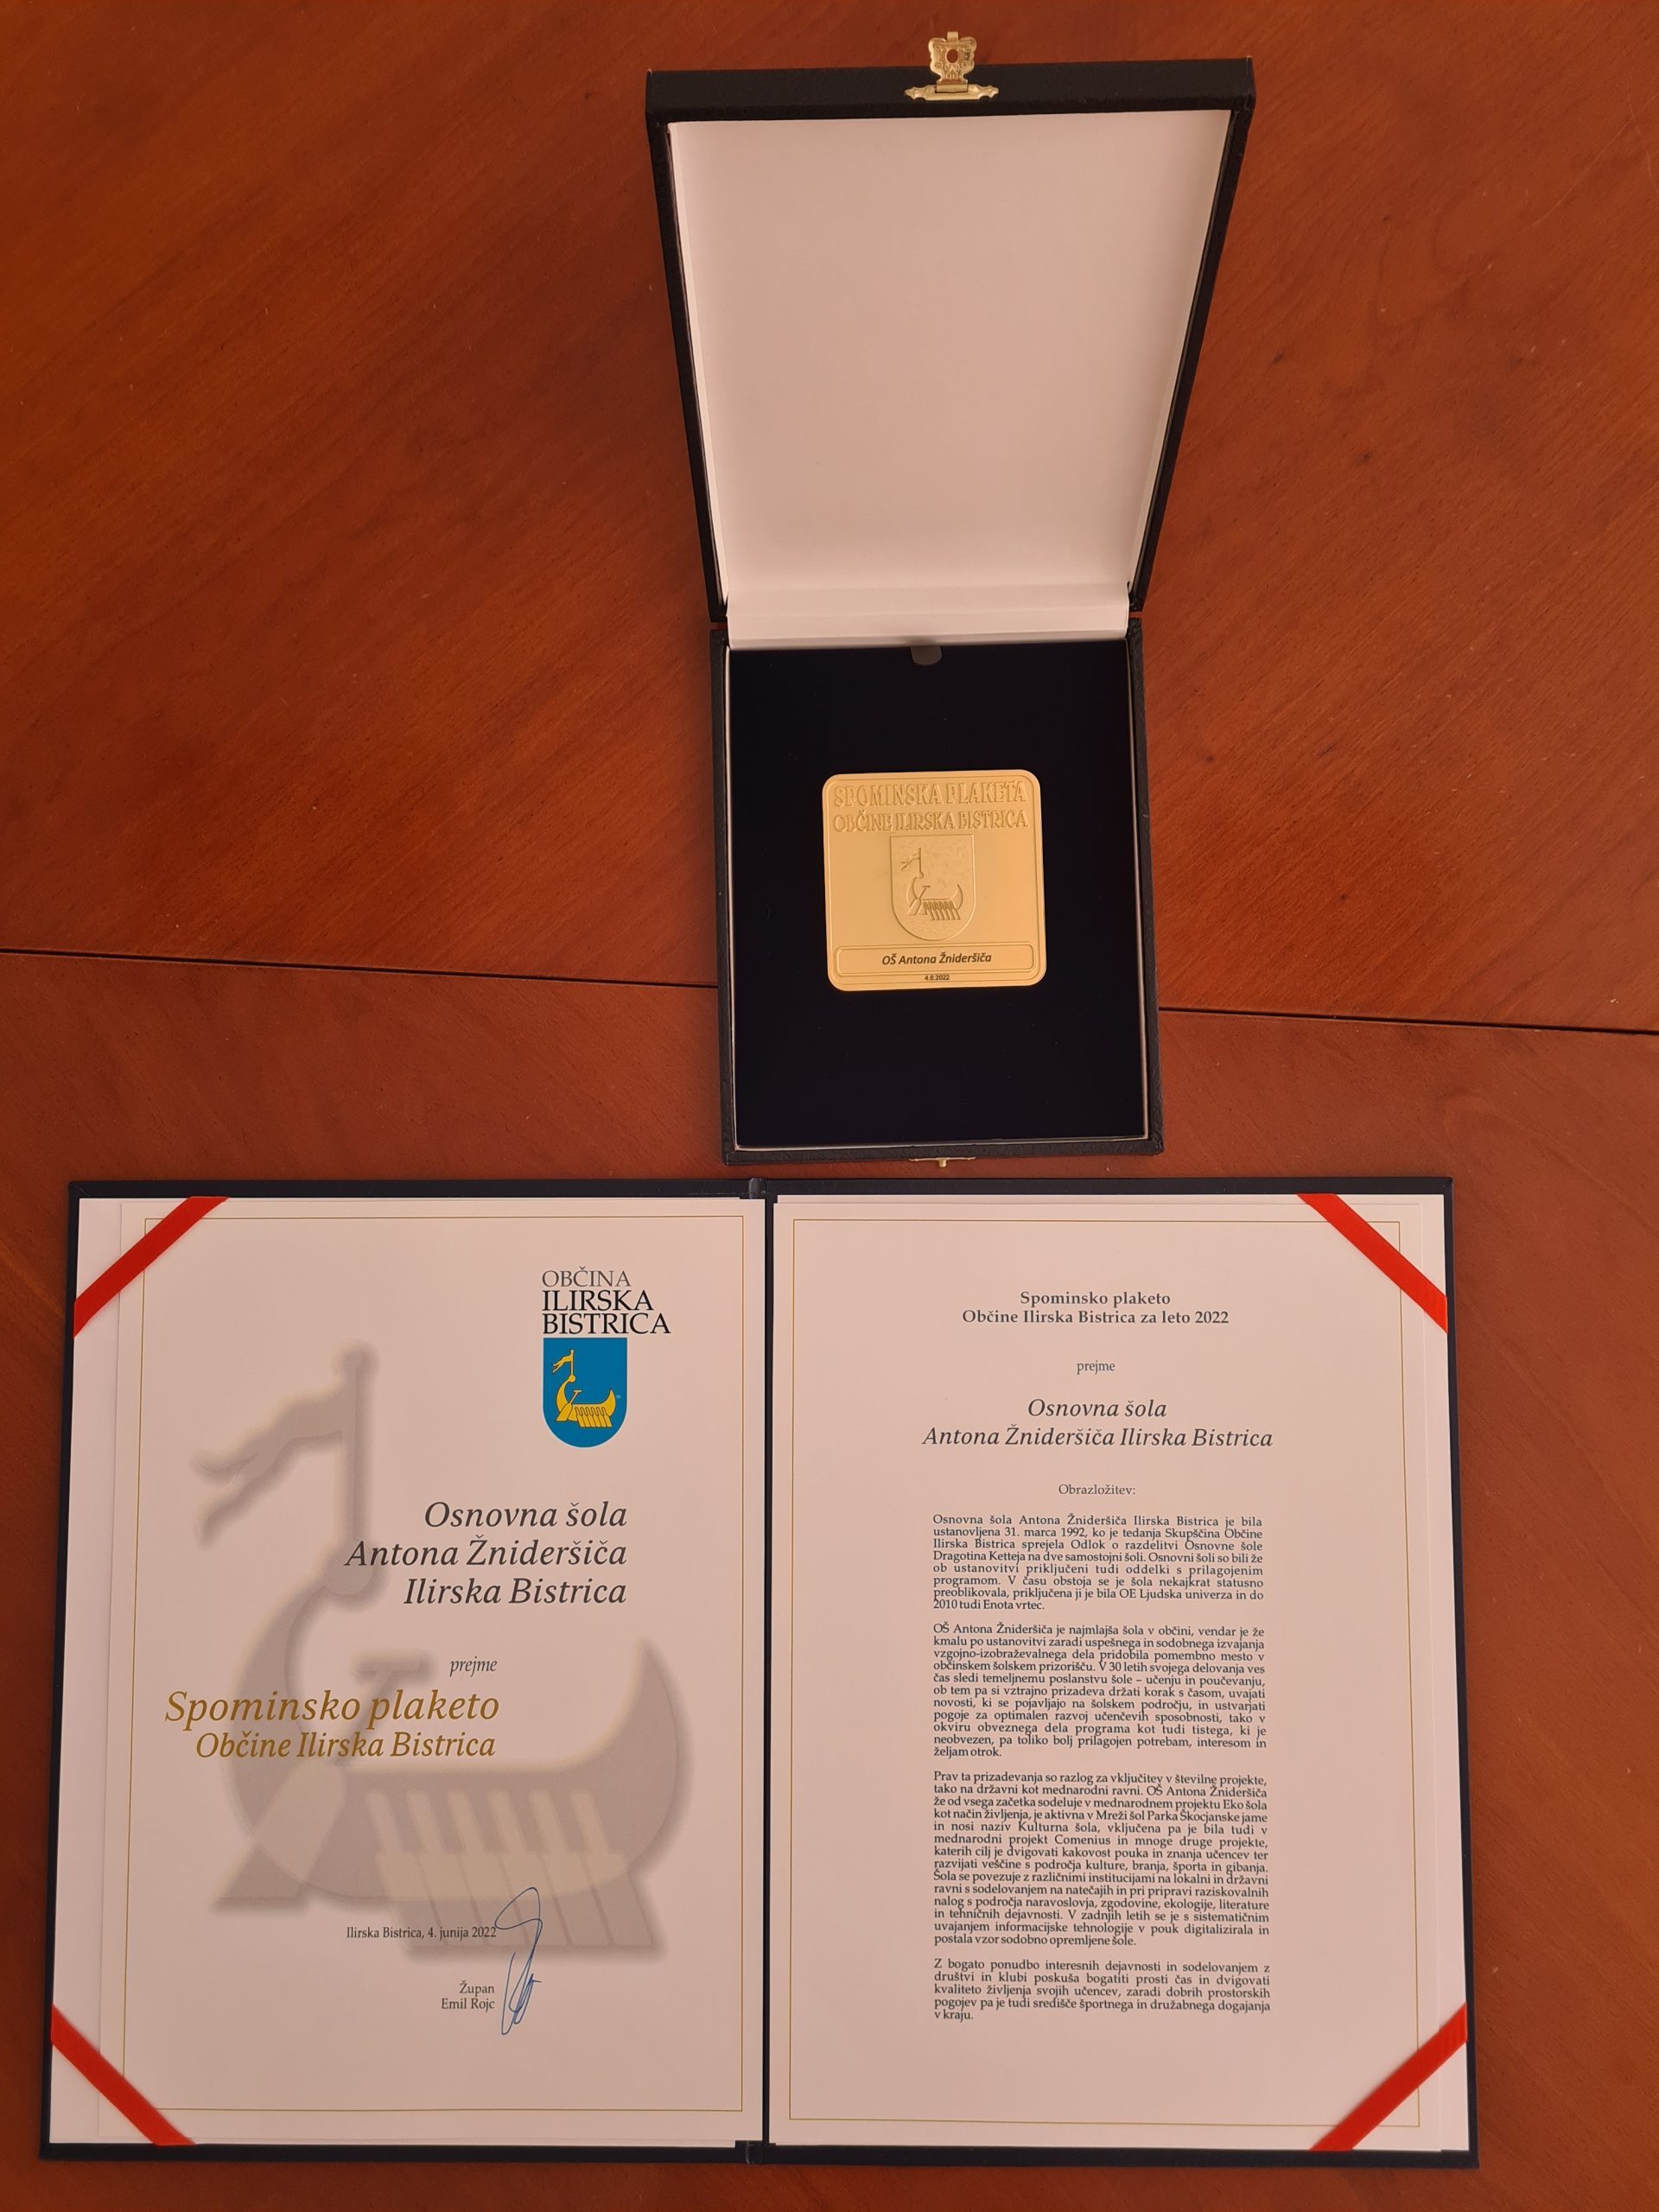 SPOMINSKA PLAKETA
OBČINE ILIRSKA BISTRICA
OŠ Antona Žnideršiča
4.6.2022
OBČINA
ILIRSKA
BISTRICA
Osnovna šola
Antona Žnideršiča
Ilirska Bistrica
prejme
Spominsko plaketo
Občine Ilirska Bistrica
Ilirska Bistrica, 4. junija 2022
Župan
Emil Rojc
Spominsko plaketo
Občine Ilirska Bistrica za leto 2022
prejme
Osnovna šola
Antona Žnideršiča Ilirska Bistrica
Obrazložitev:
Osnovna šola Antona Žnideršiča Ilirska Bistrica je bila
ustanovljena 31. marca 1992, ko je tedanja Skupščina Občine
Ilirska Bistrica sprejela Odlok o razdelitvi Osnovne šole
Dragotina Ketteja na dve samostojni šoli. Osnovni šoli so bili že
ob ustanovitvi priključeni tudi oddelki s prilagojenim
programom. V času obstoja se je šola nekajkrat statusno
preoblikovala, priključena ji je bila OE Ljudska univerza in do
2010 tudi Enota vrtec.
OŠ Antona Žnideršiča je najmlajša šola v občini, vendar je že
kmalu po ustanovitvi zaradi uspešnega in sodobnega izvajanja
vzgojno-izobraževalnega dela pridobila pomembno mesto v
občinskem šolskem prizorišču. V 30 letih svojega delovanja ves
čas sledi temeljnemu poslanstvu šole – učenju in poučevanju,
ob tem pa si vztrajno prizadeva držati korak s časom, uvajati
novosti, ki se pojavljajo na šolskem področju, in ustvarjati
pogoje za optimalen razvoj učenčevih sposobnosti, tako v
okviru obveznega dela programa kot tudi tistega, ki je
neobvezen, pa toliko bolj prilagojen potrebam, interesom in
željam otrok.
Prav ta prizadevanja so razlog za vključitev v številne projekte,
tako na državni kot mednarodni ravni. OŠ Antona Žnideršiča
že od vsega začetka sodeluje v mednarodnem projektu Eko šola
kot način življenja, je aktivna v Mreži šol Parka Škocjanske jame
in nosi naziv Kulturna šola, vključena pa je bila tudi v
mednarodni projekt Comenius in mnoge druge projekte,
katerih cilj je dvigovati kakovost pouka in znanja učencev ter
razvijati veščine s področja kulture, branja, športa in gibanja.
Šola se povezuje z različnimi institucijami na lokalni in državni
ravni s sodelovanjem na natečajih in pri pripravi raziskovalnih
nalog s področja naravoslovja, zgodovine, ekologije, literature
in tehničnih dejavnosti. V zadnjih letih se je s sistematičnim
uvajanjem informacijske tehnologije v pouk digitalizirala in
postala vzor sodobno opremljene šole.
Z bogato ponudbo interesnih dejavnosti in sodelovanjem z
društvi in klubi poskuša bogatiti prosti čas in dvigovati
kvaliteto življenja svojih učencev, zaradi dobrih prostorskih
pogojev pa je tudi središče športnega in družabnega dogajanja
v kraju.